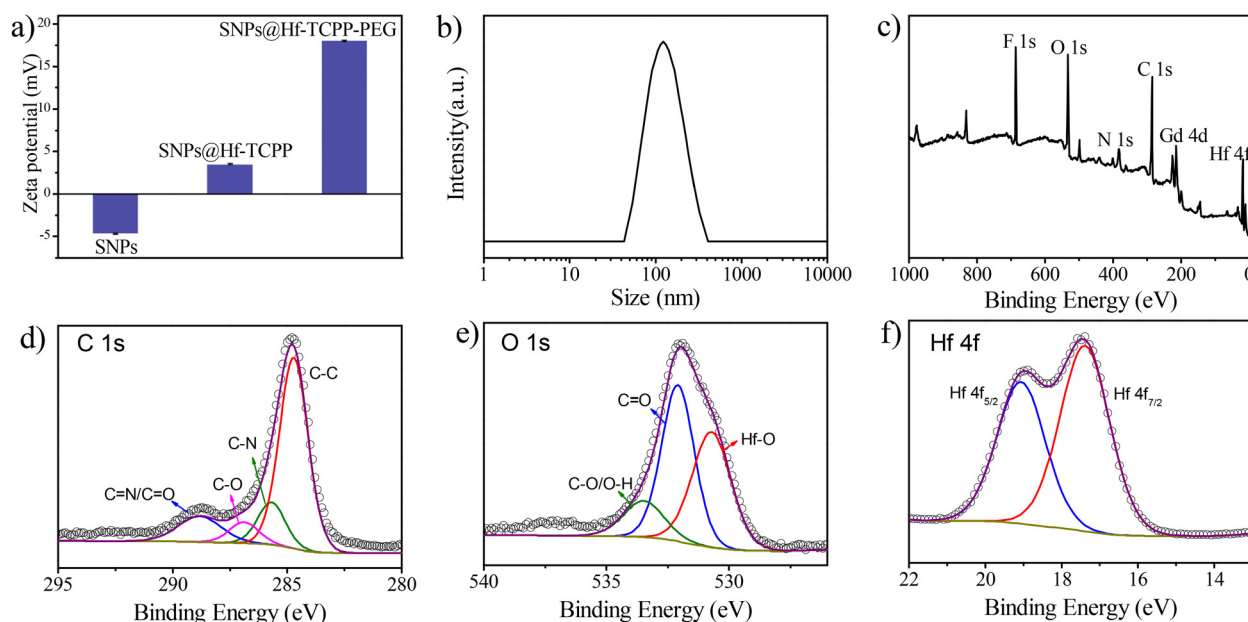 a)
Zeta potential (mV)
20
15
10
5
0
-5
SNPs
SNPs@Hf-TCPP
SNPs@Hf-TCPP-PEG
b)
Intensity(a.u.)
1 10 100 1000 10000
Size (nm)
c)
F 1s
O 1s
N 1s
C 1s
Gd 4d
Hf 4f
1000 800 600 400 200 0
Binding Energy (eV)
d)
C 1s
C=N/C=O
C-O
C-N
C-C
295 290 285 280
Binding Energy (eV)
e)
O 1s
C-O/O-H
C=O
Hf-O
540 535 530
Binding Energy (eV)
f)
Hf 4f
Hf 4f5/2
Hf 4f7/2
22 20 18 16 14
Binding Energy (eV)